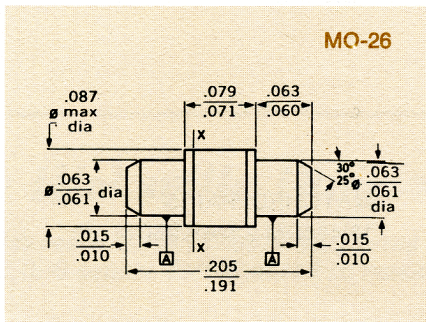 MO-26
.087
ø max
dia
.079
.071
.063
.060
x
ø .063
.061 dia
30°
25°
ø .063
.061
dia
.015
.010
x
A
A
.015
.010
.205
.191